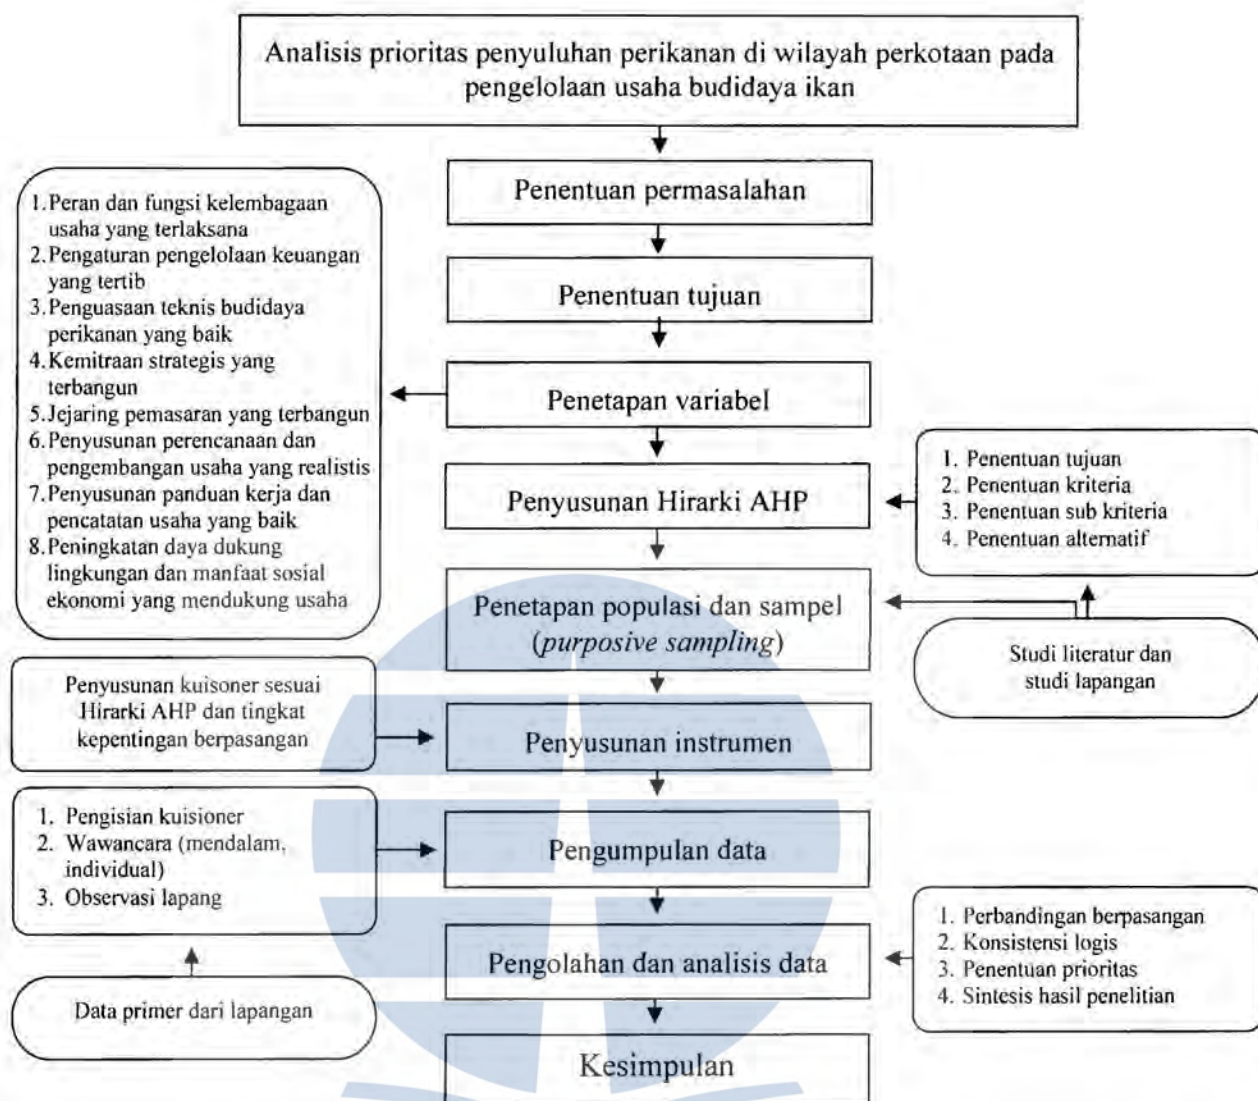 Analisis prioritas penyuluhan perikanan di wilayah perkotaan pada
pengelolaan usaha budidaya ikan
Penentuan permasalahan
Penentuan tujuan
Penetapan variabel
1. Peran dan fungsi kelembagaan
usaha yang terlaksana
2. Pengaturan pengelolaan keuangan
yang tertib
3. Penguasaan teknis budidaya
perikanan yang baik
4. Kemitraan strategis yang
terbangun
5. Jejaring pemasaran yang terbangun
6. Penyusunan perencanaan dan
pengembangan usaha yang realistis
7. Penyusunan panduan kerja dan
pencatatan usaha yang baik
8. Peningkatan daya dukung
lingkungan dan manfaat sosial
ekonomi yang mendukung usaha
Penyusunan Hirarki AHP
1. Penentuan tujuan
2. Penentuan kriteria
3. Penentuan sub kriteria
4. Penentuan alternatif
Penetapan populasi dan sampel
(purposive sampling)
Studi literatur dan
studi lapangan
Penyusunan kuisoner sesuai
Hirarki AHP dan tingkat
kepentingan berpasangan
Penyusunan instrumen
1. Pengisian kuisioner
2. Wawancara (mendalam,
individual)
3. Observasi lapang
Pengumpulan data
Data primer dari lapangan
Pengolahan dan analisis data
1. Perbandingan berpasangan
2. Konsistensi logis
3. Penentuan prioritas
4. Sintesis hasil penelitian
Kesimpulan